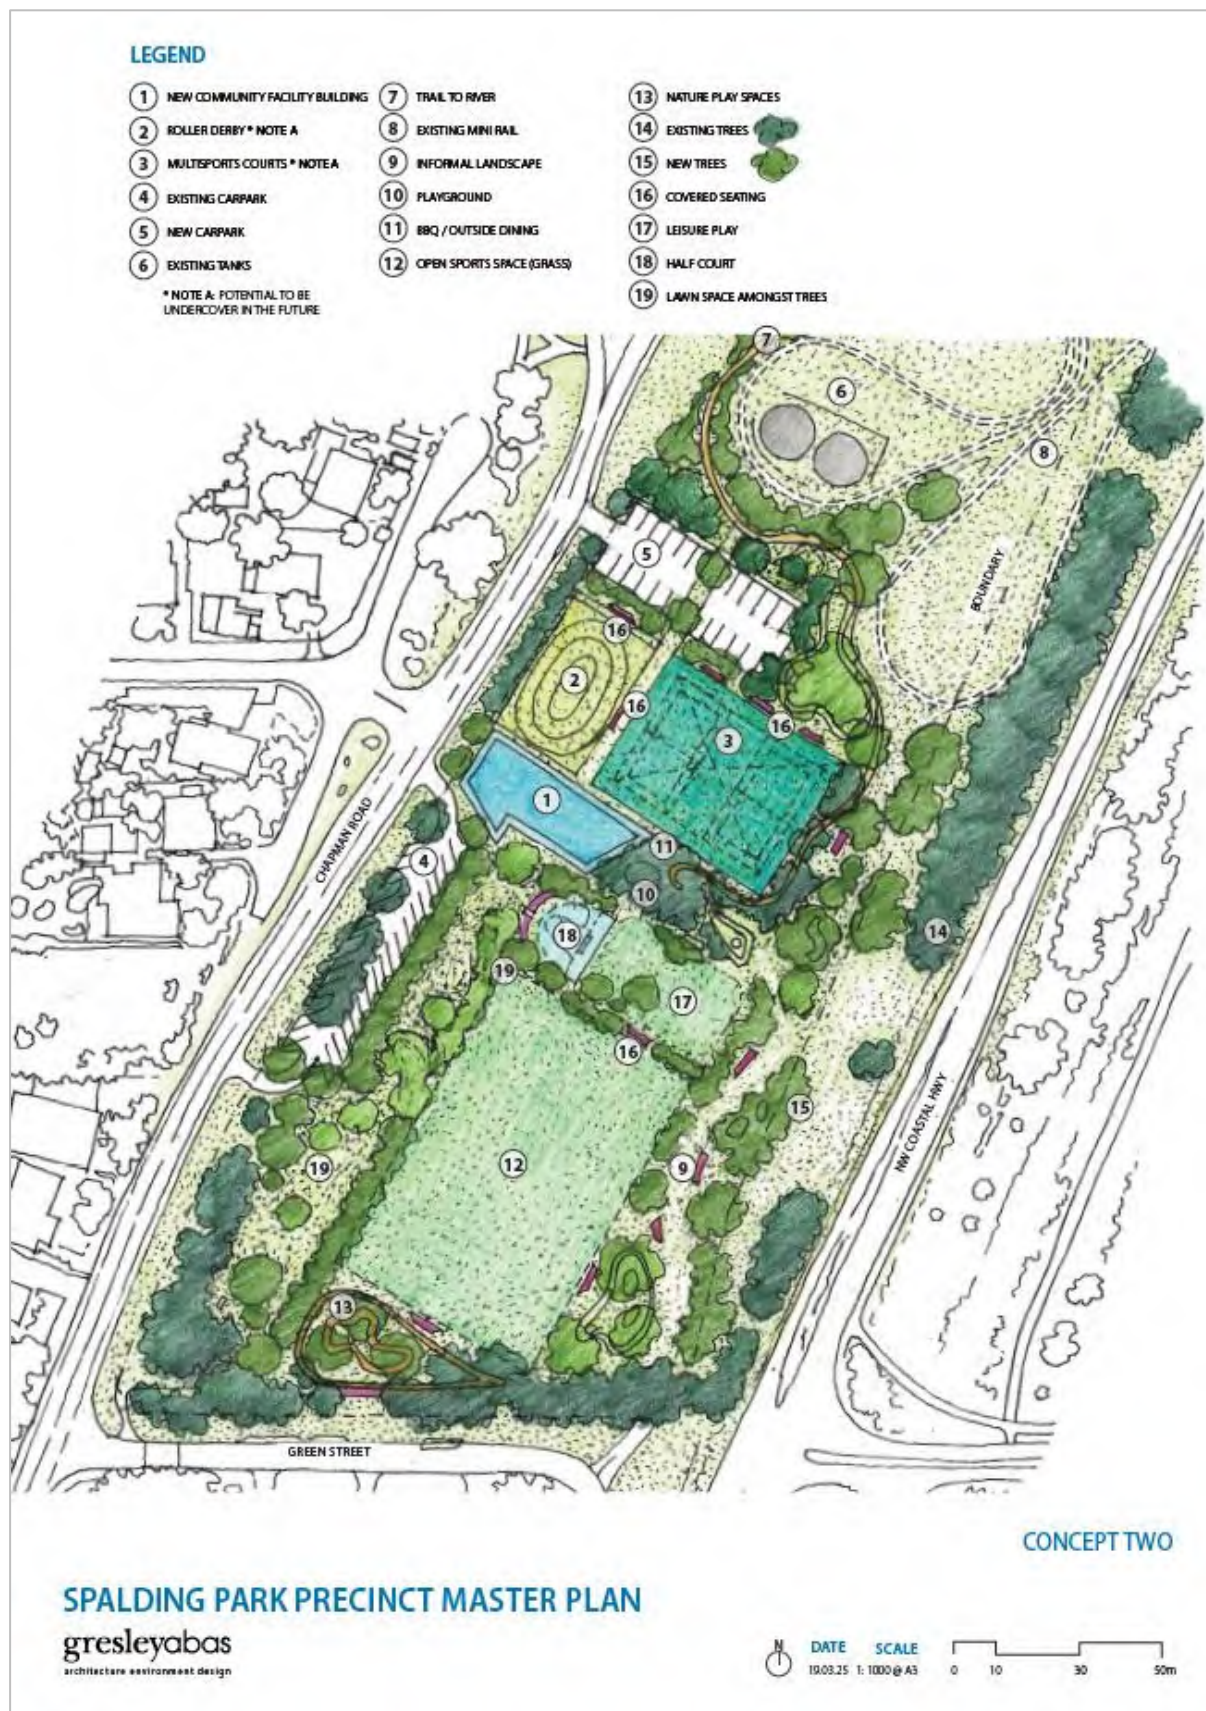 LEGEND
1 NEW COMMUNITY FACILITY BUILDING
2 ROLLER DERBY * NOTE A
3 MULTISPORTS COURTS * NOTE A
4 EXISTING CARPARK
5 NEW CARPARK
6 EXISTING TANKS
* NOTE A: POTENTIAL TO BE
UNDERCOVER IN THE FUTURE
7 TRAIL TO RIVER
8 EXISTING MINI RAIL
9 INFORMAL LANDSCAPE
10 PLAYGROUND
11 BBQ / OUTSIDE DINING
12 OPEN SPORTS SPACE (GRASS)
13 NATURE PLAY SPACES
14 EXISTING TREES
15 NEW TREES
16 COVERED SEATING
17 LEISURE PLAY
18 HALF COURT
19 LAWN SPACE AMONGST TREES
7
6
8
5
BOUNDARY
16
2
16
16
3
1
CHAPMAN ROAD
11
4
10
18
14
19
17
16
NW COASTAL HWY
15
12
9
19
13
GREEN STREET
CONCEPT TWO
SPALDING PARK PRECINCT MASTER PLAN
gresleyabas
architecture environment design
N
DATE SCALE
19.03.25 1: 1000 @ A3
0 10 30 50m